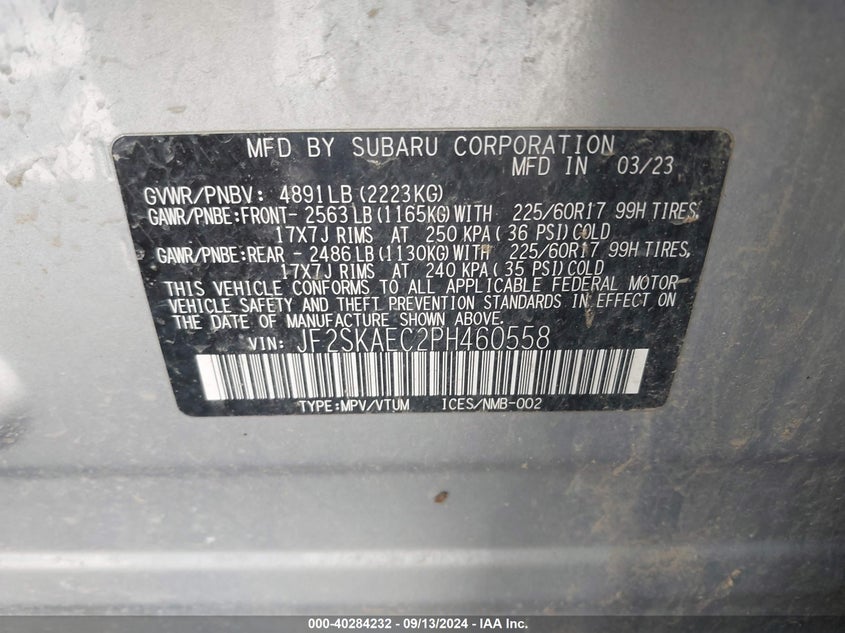 MFD BY SUBARU CORPORATION
MFD IN 03/23
GVWR/PNBV: 4891LB(2223KG)
GAWR/PNBE:FRONT- 2563LB(1165KG)WITH 225/60R17 99H TIRES,
17X7J RIMS AT 250 KPA( 36 PSI)COLD
GAWR/PNBE:REAR - 2486LB(1130KG)WITH 225/60R17 99H TIRES,
17X7J RIMS AT 240 KPA( 35 PSI)COLD
THIS VEHICLE CONFORMS TO ALL APPLICABLE FEDERAL MOTOR
VEHICLE SAFETY AND THEFT PREVENTION STANDARDS IN EFFECT ON
THE DATE OF MANUFACTURE SHOWN ABOVE.
VIN: JF2SKAEC2PH460558
TYPE:MPV/VTUM ICES/NMB-002
000-40284232 - 09/13/2024 - IAA Inc.